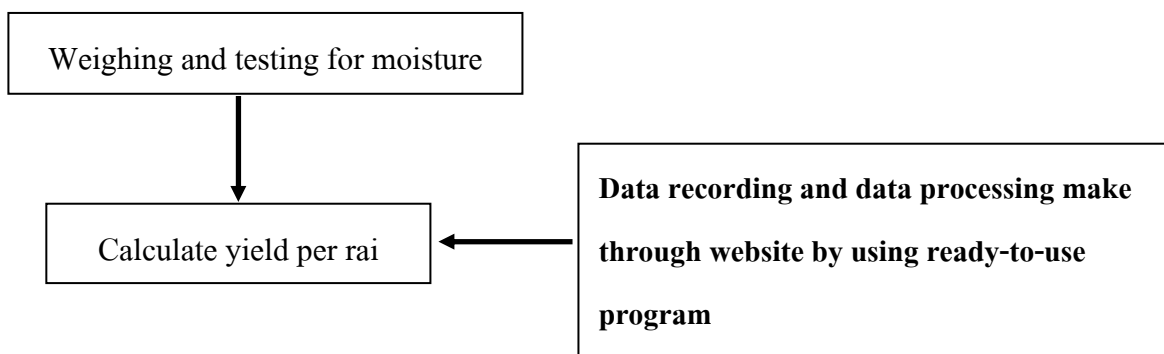 Weighing and testing for moisture
Calculate yield per rai
Data recording and data processing make
through website by using ready-to-use
program